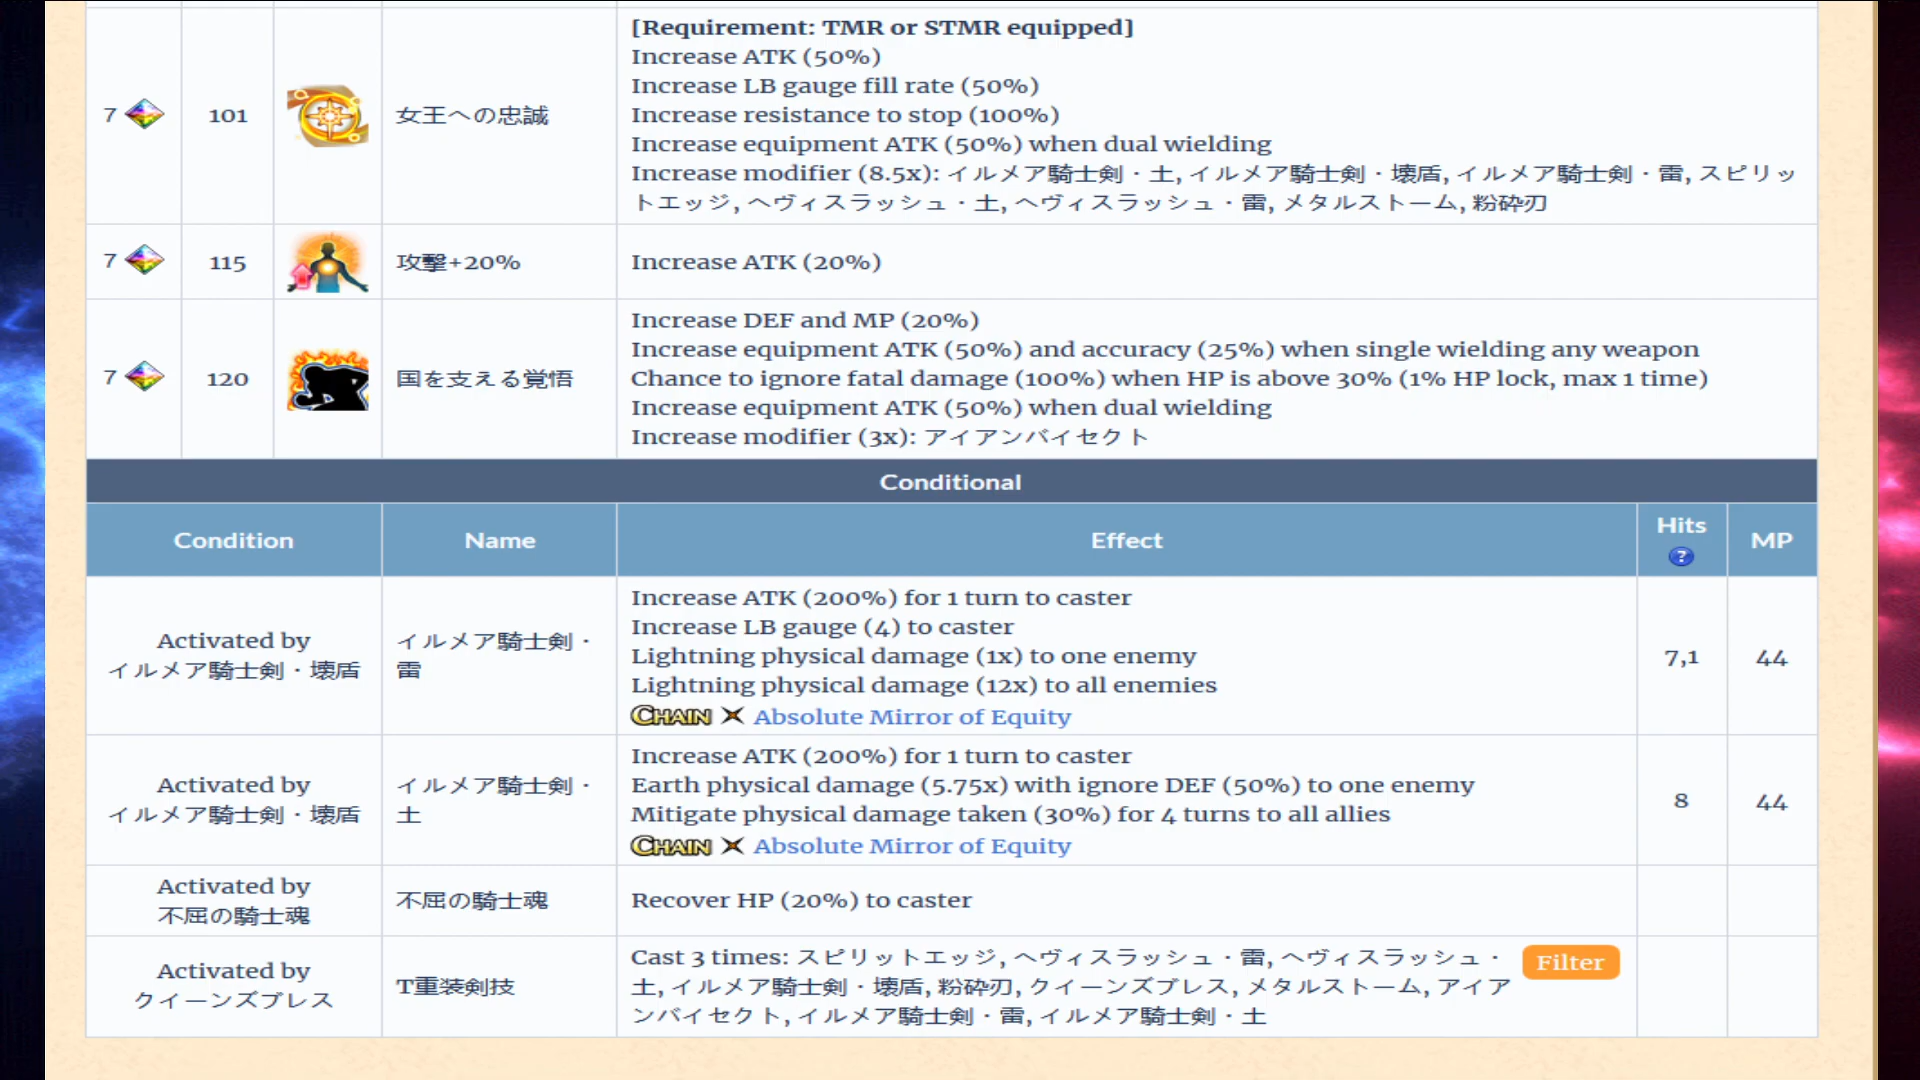 [Requirement: TMR or STMR equipped]
Increase ATK (50%)
Increase LB gauge fill rate (50%)
7 101 女王への忠誠 Increase resistance to stop (100%)
Increase equipment ATK (50%) when dual wielding
Increase modifier (8.5x): イルメア騎士剣・土, イルメア騎士剣・壊盾, イルメア騎士剣・雷, スピリッ
トエッジ, ヘヴィスラッシュ・土, ヘヴィスラッシュ・雷, メタルストーム, 粉砕刃
7 115 攻撃+20% Increase ATK (20%)
Increase DEF and MP (20%)
Increase equipment ATK (50%) and accuracy (25%) when single wielding any weapon
7 120 国を支える覚悟 Chance to ignore fatal damage (100%) when HP is above 30% (1% HP lock, max 1 time)
Increase equipment ATK (50%) when dual wielding
Increase modifier (3x): アイアンバイセクト
Conditional
Condition Name Effect Hits ? MP
Activated by
イルメア騎士剣・壊盾
イルメア騎士剣・
雷
Increase ATK (200%) for 1 turn to caster
Increase LB gauge (4) to caster
Lightning physical damage (1x) to one enemy
Lightning physical damage (12x) to all enemies
CHAIN Absolute Mirror of Equity
7,1 44
Activated by
イルメア騎士剣・壊盾
イルメア騎士剣・
土
Increase ATK (200%) for 1 turn to caster
Earth physical damage (5.75x) with ignore DEF (50%) to one enemy
Mitigate physical damage taken (30%) for 4 turns to all allies
CHAIN Absolute Mirror of Equity
8 44
Activated by
不屈の騎士魂
不屈の騎士魂
Recover HP (20%) to caster
Activated by
クイーンズブレス
T重装剣技
Cast 3 times: スピリットエッジ, ヘヴィスラッシュ・雷, ヘヴィスラッシュ・
土, イルメア騎士剣・壊盾, 粉砕刃, クイーンズブレス, メタルストーム, アイア
ンバイセクト, イルメア騎士剣・雷, イルメア騎士剣・土
Filter